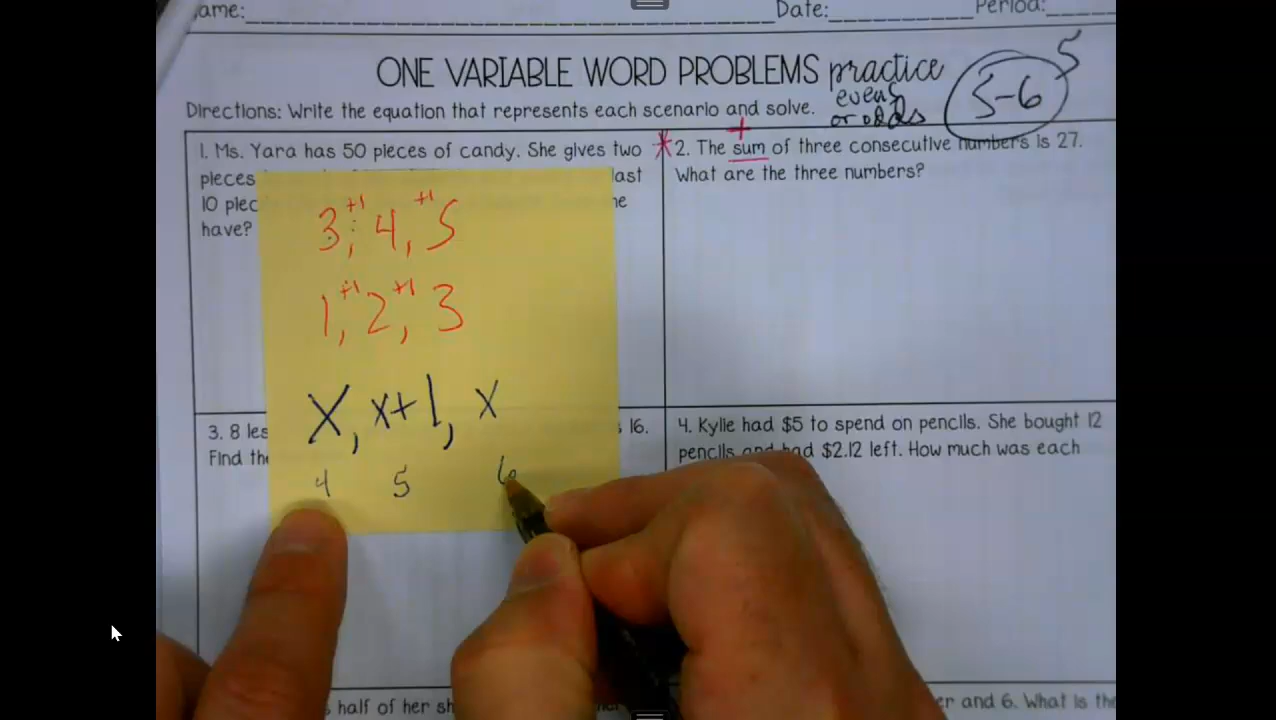 ame: Date: Period:
ONE VARIABLE WORD PROBLEMS practice
evens
or odds
5-6
5
Directions: Write the equation that represents each scenario and solve.
1. Ms. Yara has 50 pieces of candy. She gives two
pieces last
10 piec
have?
+
* 2. The sum of three consecutive numbers is 27.
What are the three numbers?
+1 +1
3, 4, 5
+1 +1
1, 2, 3
x, x+1, x
4 5 6
3. 8 les 16.
Find the
4. Kylie had $5 to spend on pencils. She bought 12
pencils and had $2.12 left. How much was each
half of her sh er and 6. What is the